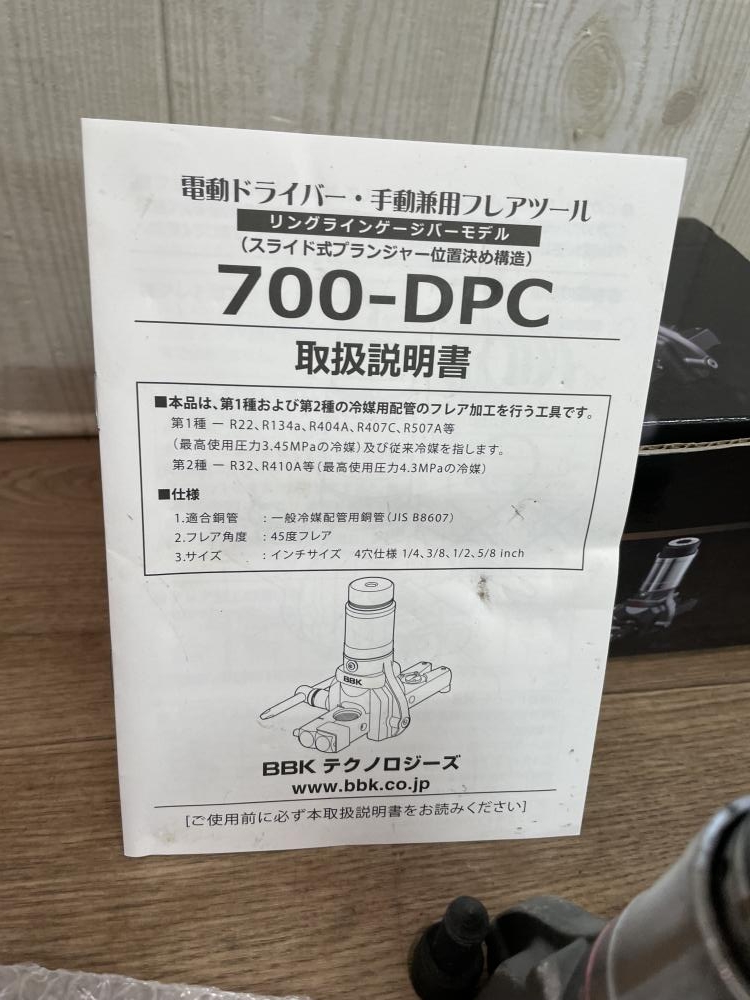 電動ドライバー・手動兼用フレアツール
リングラインゲージバーモデル
（スライド式プランジャー位置決め構造）
700-DPC
取扱説明書
■本品は、第1種および第2種の冷媒用配管のフレア加工を行う工具です。
第1種 ー R22、R134a、R404A、R407C、R507A等
（最高使用圧力3.45MPaの冷媒）及び従来冷媒を指します。
第2種 ー R32、R410A等（最高使用圧力4.3MPaの冷媒）
■仕様
1.適合銅管 ：一般冷媒配管用銅管（JIS B8607）
2.フレア角度 ：45度フレア
3.サイズ ：インチサイズ 4穴仕様 1/4、3/8、1/2、5/8 inch
BBK
BBK テクノロジーズ
www.bbk.co.jp
［ご使用前に必ず本取扱説明書をお読みください］